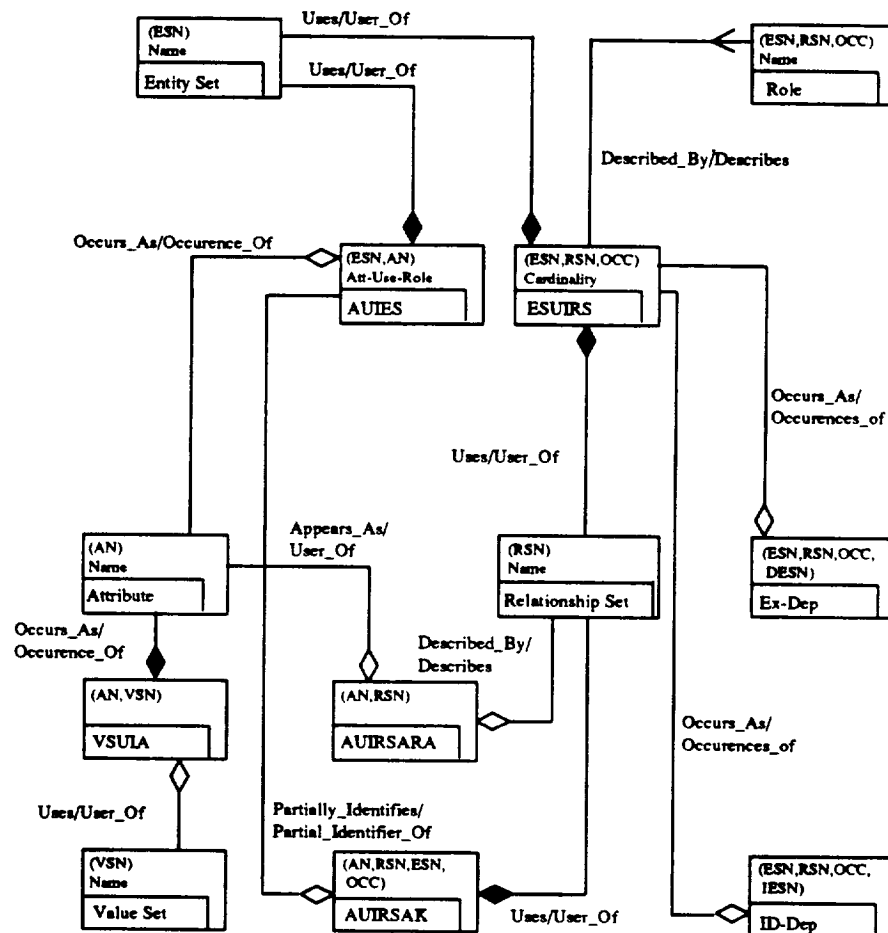 Uses/User_Of
(ESN)
Name
Entity Set
Uses/User_Of
(ESN,RSN,OCC)
Name
Role
Described_By/Describes
Occurs_As/Occurence_Of
(ESN,AN)
Att-Use-Role
AUIES
(ESN,RSN,OCC)
Cardinality
ESUIRS
Occurs_As/
Occurences_of
Uses/User_Of
Appears_As/
User_Of
(AN)
Name
Attribute
(RSN)
Name
Relationship Set
(ESN,RSN,OCC,
DESN)
Ex-Dep
Occurs_As/
Occurence_Of
Described_By/
Describes
(AN,VSN)
VSUIA
(AN,RSN)
AUIRSARA
Occurs_As/
Occurences_of
Uses/User_Of
Partially_Identifies/
Partial_Identifier_Of
(VSN)
Name
Value Set
(AN,RSN,ESN,
OCC)
AUIRSAK
Uses/User_Of
(ESN,RSN,OCC,
IESN)
ID-Dep